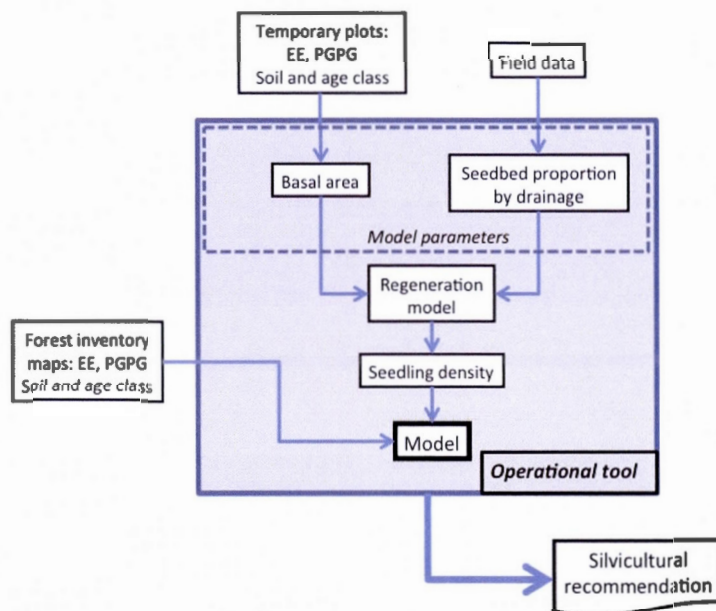 Temporary plots:
EE, PGPG
Soil and age class
Field data
Basal area
Seedbed proportion
by drainage
Model parameters
Regeneration
model
Forest inventory
maps: EE, PGPG
Soil and age class
Seedling density
Model
Operational tool
Silvicultural
recommendation